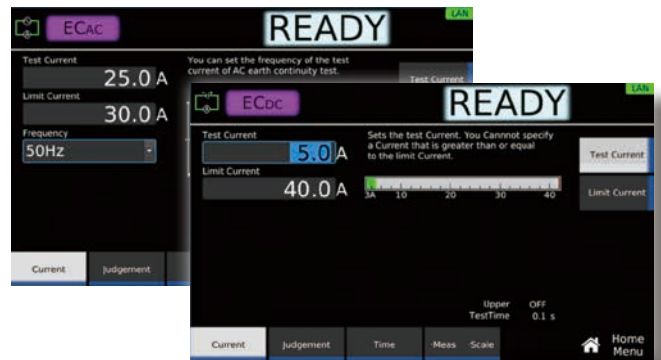 ECAC
READY
LAN
Test Current
25.0 A
Limit Current
30.0 A
Frequency
50Hz
You can set the frequency of the test
current of AC earth continuity test.
Test Current
Current
Judgement
ECDC
READY
LAN
Test Current
5.0 A
Limit Current
40.0 A
Sets the test Current. You Cannnot specify
a Current that is greater than or equal
to the limit Current.
3A 10 20 30 40
Test Current
Limit Current
Upper OFF
TestTime 0.1 s
Current
Judgement
Time
Meas Scale
Home
Menu